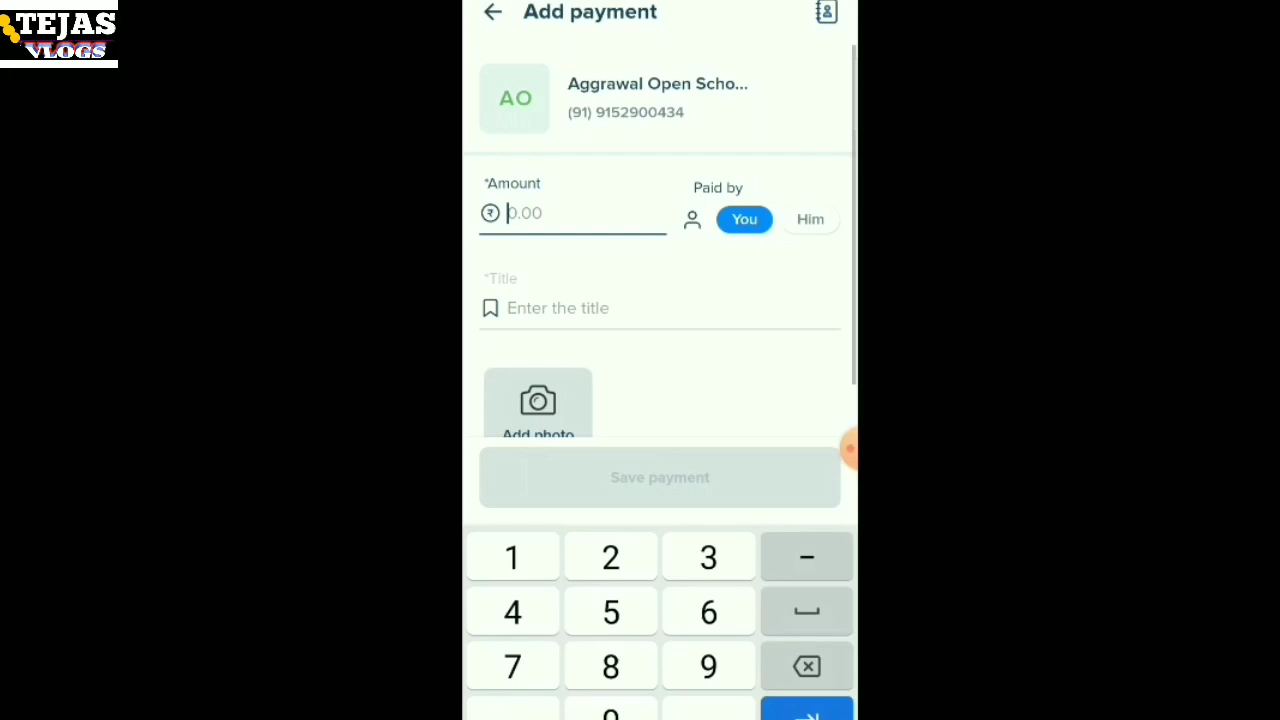 TEJAS
VLOGS
Add payment
AO
Aggrawal Open Scho...
(91) 9152900434
*Amount
Paid by
₹
0.00
You
Him
*Title
Enter the title
Add photo
Save payment
1
2
3
-
4
5
6
7
8
9
0